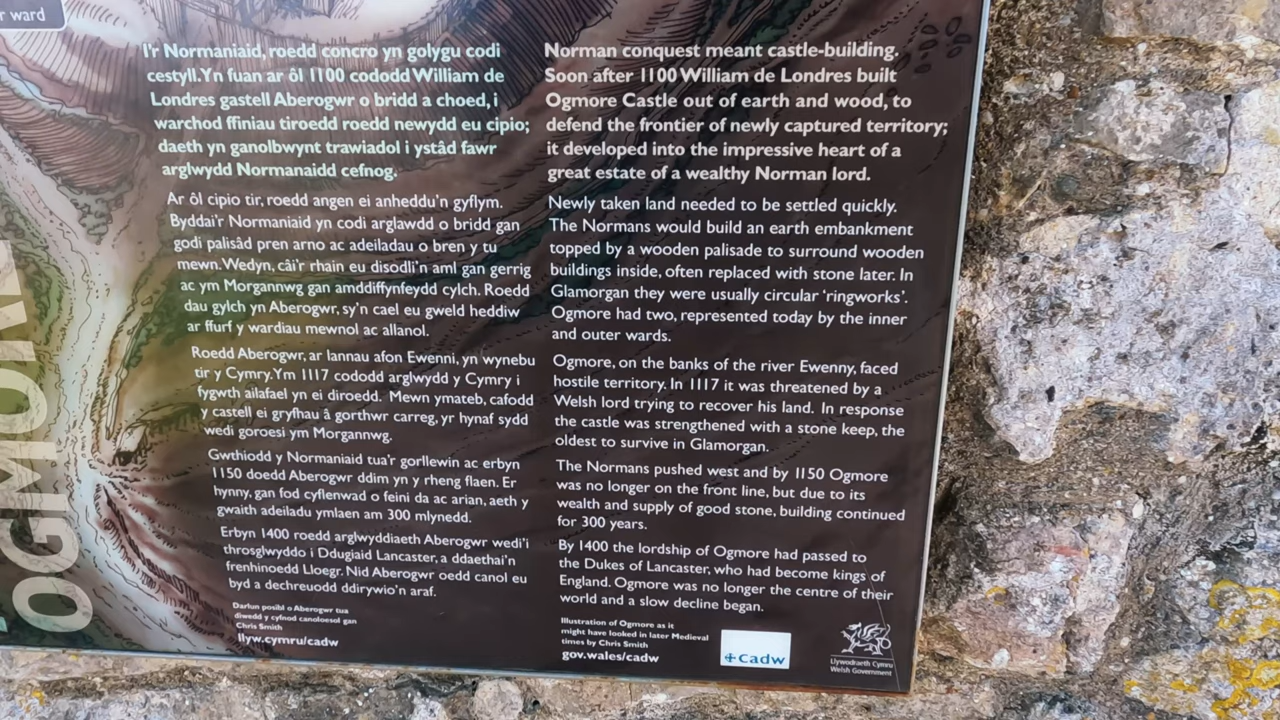 r ward
I'r Normaniaid, roedd concro yn golygu codi
cestyll. Yn fuan ar ôl 1100 cododd William de
Londres gastell Aberogwr o bridd a choed, i
warchod ffiniau tiroedd roedd newydd eu cipio;
daeth yn ganolbwynt trawiadol i ystâd fawr
arglwydd Normanaidd cefnog.
Ar ôl cipio tir, roedd angen ei anheddu'n gyflym.
Byddai'r Normaniaid yn codi arglawdd o bridd gan
godi palisâd pren arno ac adeiladau o bren y tu
mewn. Wedyn, câi'r rhain eu disodli'n aml gan gerrig
ac ym Morgannwg gan amddiffynfeydd cylch. Roedd
dau gylch yn Aberogwr, sy'n cael eu gweld heddiw
ar ffurf y wardiau mewnol ac allanol.
Roedd Aberogwr, ar lannau afon Ewenni, yn wynebu
tir y Cymry. Ym 1117 cododd arglwydd y Cymry i
fygwth ailafael yn ei diroedd. Mewn ymateb, cafodd
y castell ei gryfhau â gorthwr carreg, yr hynaf sydd
wedi goroesi ym Morgannwg.
Gwthiodd y Normaniaid tua'r gorllewin ac erbyn
1150 doedd Aberogwr ddim yn y rheng flaen. Er
hynny, gan fod cyflenwad o feini da ac arian, aeth y
gwaith adeiladu ymlaen am 300 mlynedd.
Erbyn 1400 roedd arglwyddiaeth Aberogwr wedi'i
throsglwyddo i Ddugiaid Lancaster, a ddaethai'n
frenhinoedd Lloegr. Nid Aberogwr oedd canol eu
byd a dechreuodd ddirywio'n araf.
Darlun posibl o Aberogwr tua
diwedd y cyfnod canoloesol gan
Chris Smith
llyw.cymru/cadw
Norman conquest meant castle-building.
Soon after 1100 William de Londres built
Ogmore Castle out of earth and wood, to
defend the frontier of newly captured territory;
it developed into the impressive heart of a
great estate of a wealthy Norman lord.
Newly taken land needed to be settled quickly.
The Normans would build an earth embankment
topped by a wooden palisade to surround wooden
buildings inside, often replaced with stone later. In
Glamorgan they were usually circular 'ringworks'.
Ogmore had two, represented today by the inner
and outer wards.
Ogmore, on the banks of the river Ewenny, faced
hostile territory. In 1117 it was threatened by a
Welsh lord trying to recover his land. In response
the castle was strengthened with a stone keep, the
oldest to survive in Glamorgan.
The Normans pushed west and by 1150 Ogmore
was no longer on the front line, but due to its
wealth and supply of good stone, building continued
for 300 years.
By 1400 the lordship of Ogmore had passed to
the Dukes of Lancaster, who had become kings of
England. Ogmore was no longer the centre of their
world and a slow decline began.
Illustration of Ogmore as it
might have looked in later Medieval
times by Chris Smith
gov.wales/cadw
cadw
Llywodraeth Cymru
Welsh Government
OGMORE